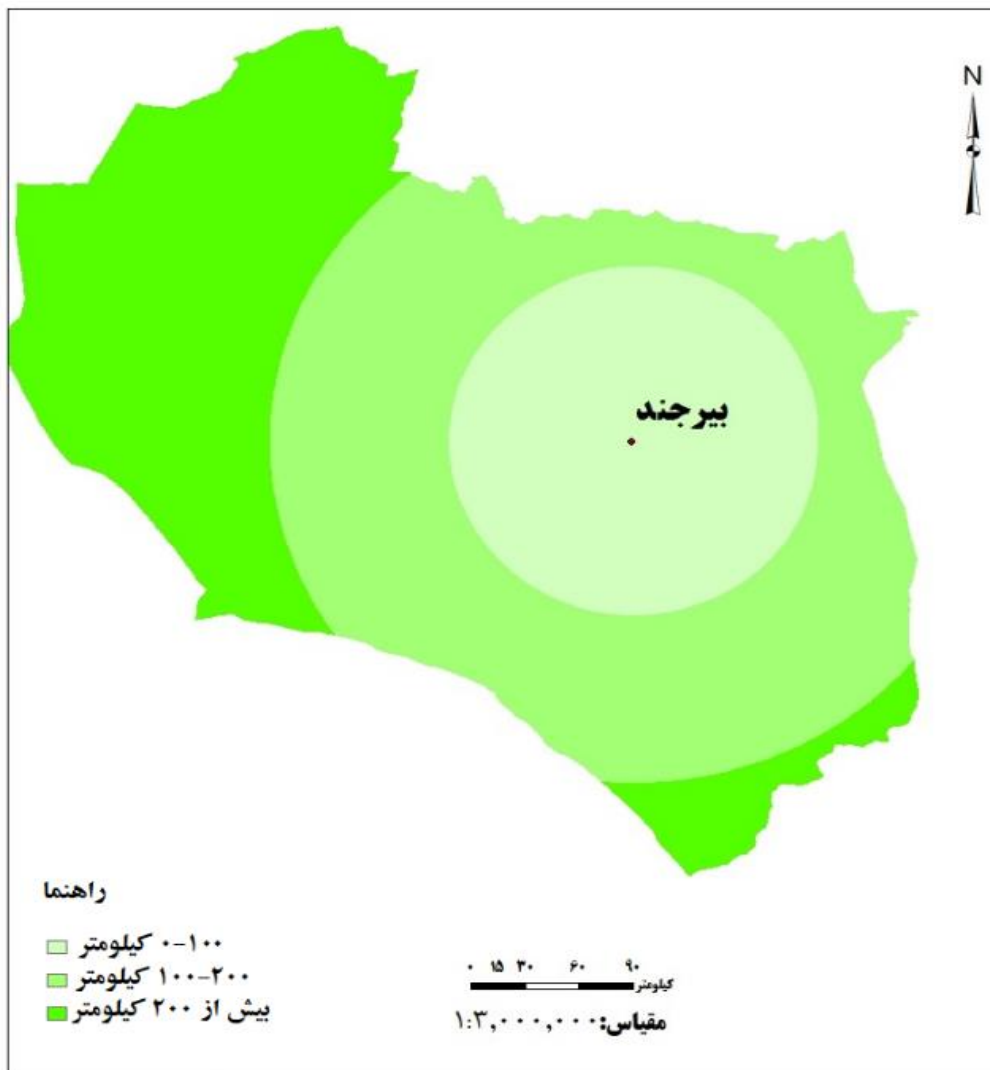 N
بیرجند
راهنما
۰-۱۰۰ کیلومتر
۱۰۰-۲۰۰ کیلومتر
بیش از ۲۰۰ کیلومتر
۰ ۱۵ ۳۰ ۶۰ ۹۰
کیلومتر
مقیاس:۱:۳,۰۰۰,۰۰۰